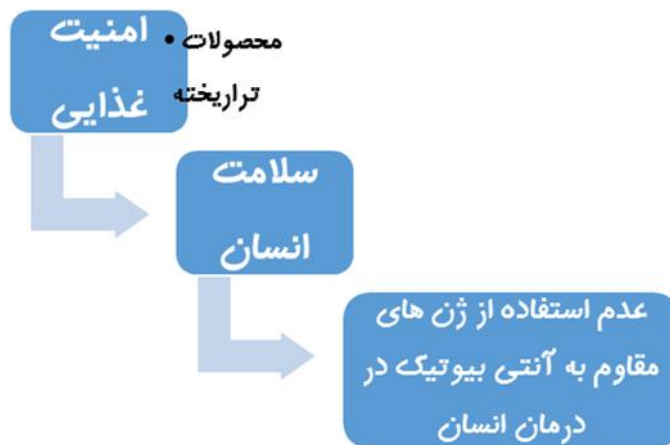 امنیت
غذایی
• محصولات
تراریخته
سلامت
انسان
عدم استفاده از ژن های
مقاوم به آنتی بیوتیک در
درمان انسان